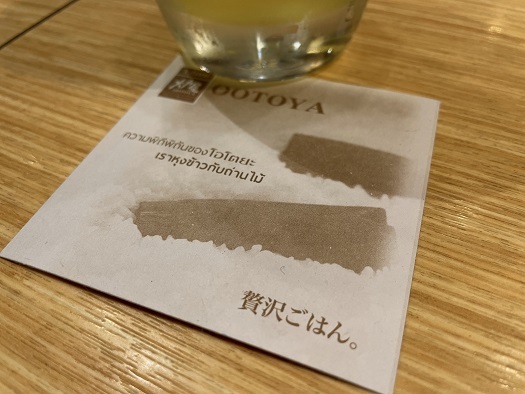 OOTOYA
ความพิถีพิถันของโอโตยะ
เราหุงข้าวกับถ่านไม้
贅沢ごはん。